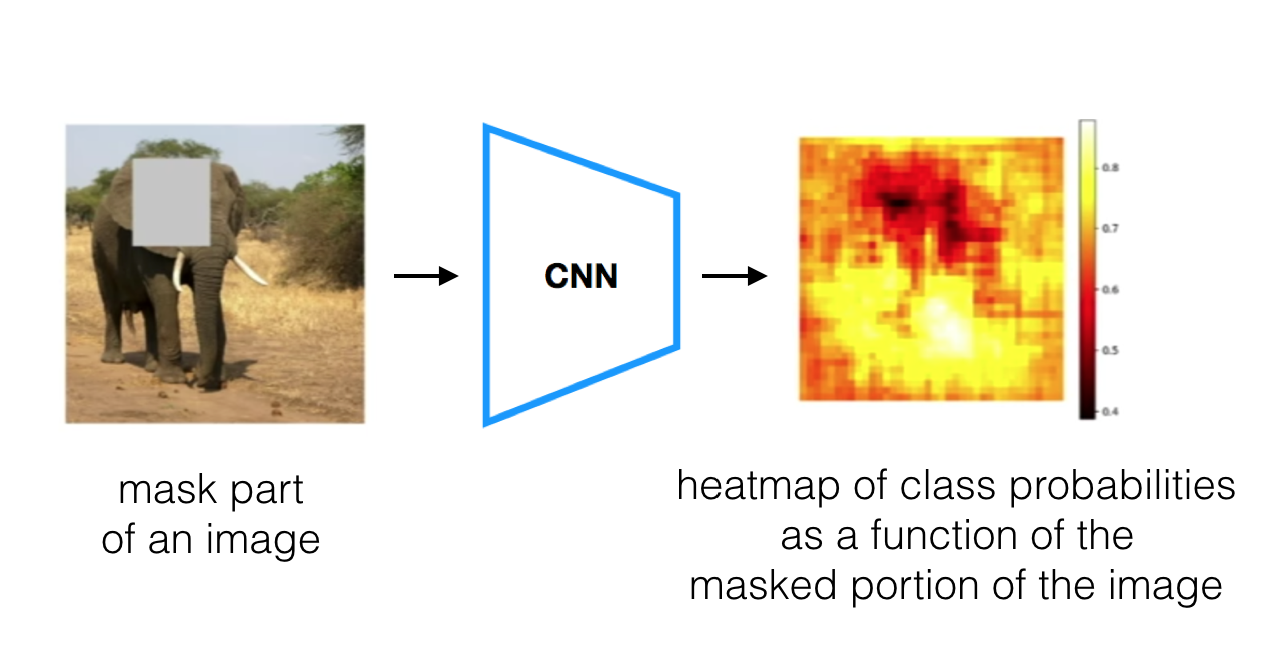 CNN
0.8
0.7
0.6
0.5
0.4
mask part
of an image
heatmap of class probabilities
as a function of the
masked portion of the image